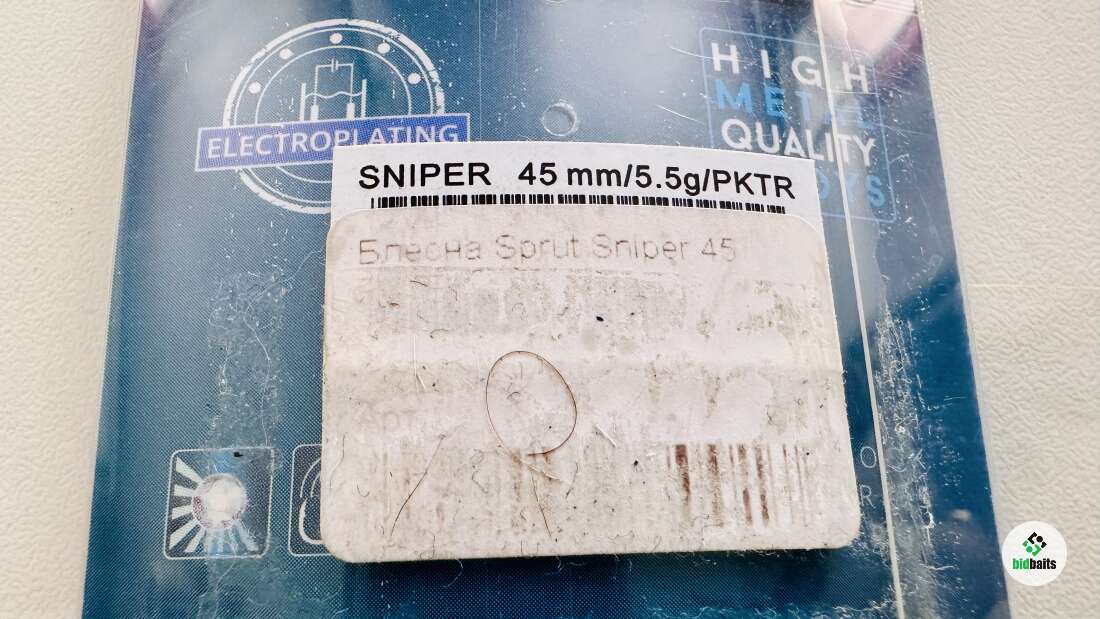 ELECTROPLATING
HIGH
METAL
QUALITY
SNIPER 45 mm/5.5g/PKTR
Блесна Sprut Sniper 45
bidbaits